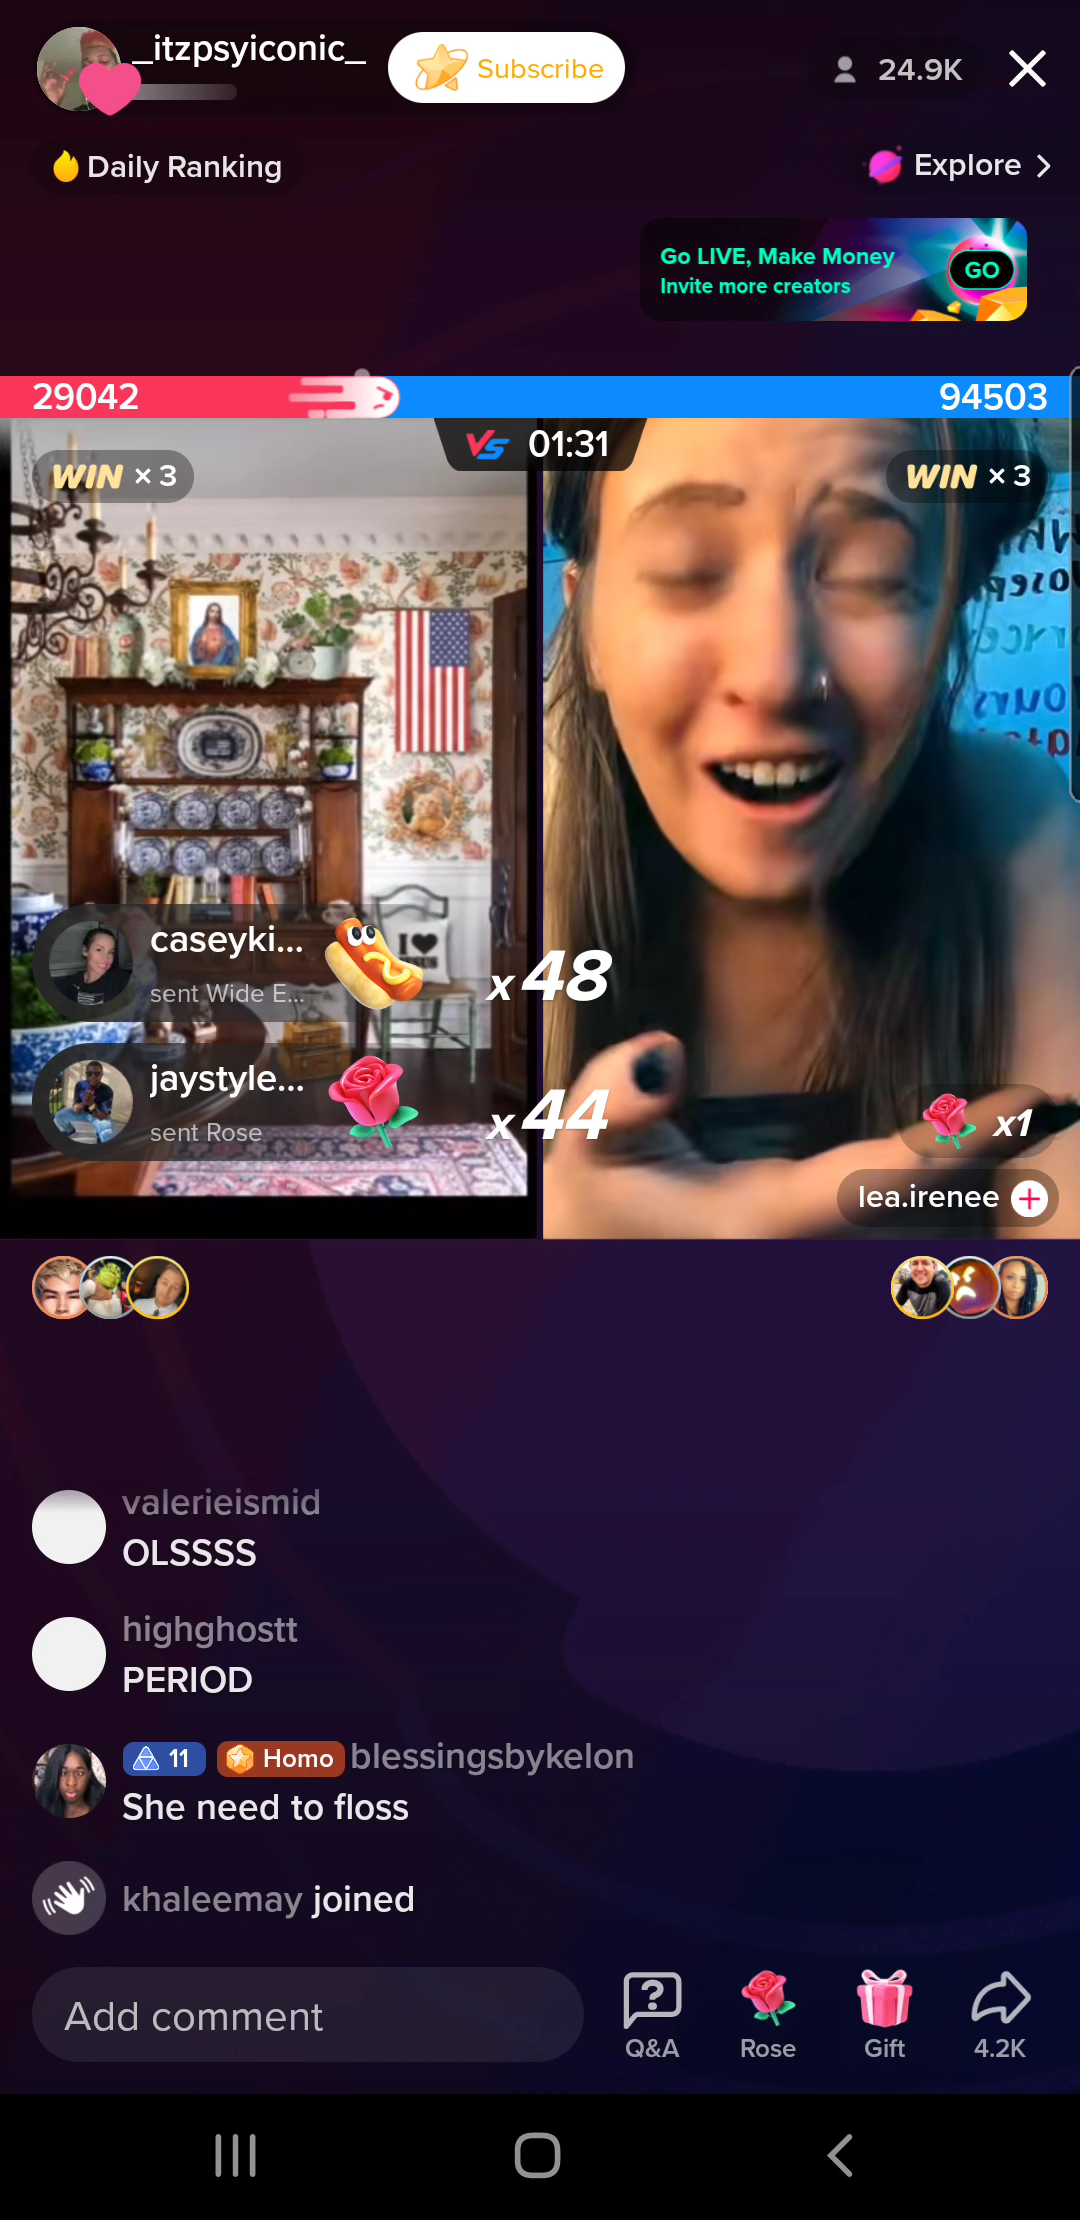 _itzpsyiconic_
Subscribe
24.9K
Daily Ranking
Explore
Go LIVE, Make Money
Invite more creators
GO
29042
94503
VS 01:31
WIN × 3
WIN × 3
I
caseyki...
sent Wide E...
x48
jaystyle...
sent Rose
x44
x1
lea.irenee
valerieismid
OLSSSS
highghostt
PERIOD
11 Homo blessingsbykelon
She need to floss
khaleemay joined
Add comment
Q&A
Rose
Gift
4.2K